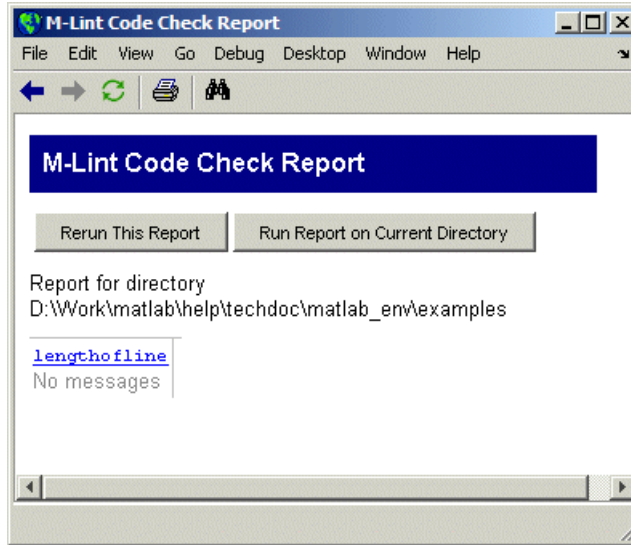 M-Lint Code Check Report
File Edit View Go Debug Desktop Window Help
M-Lint Code Check Report
Rerun This Report Run Report on Current Directory
Report for directory
D:\Work\matlab\help\techdoc\matlab_env\examples
lengthofline
No messages